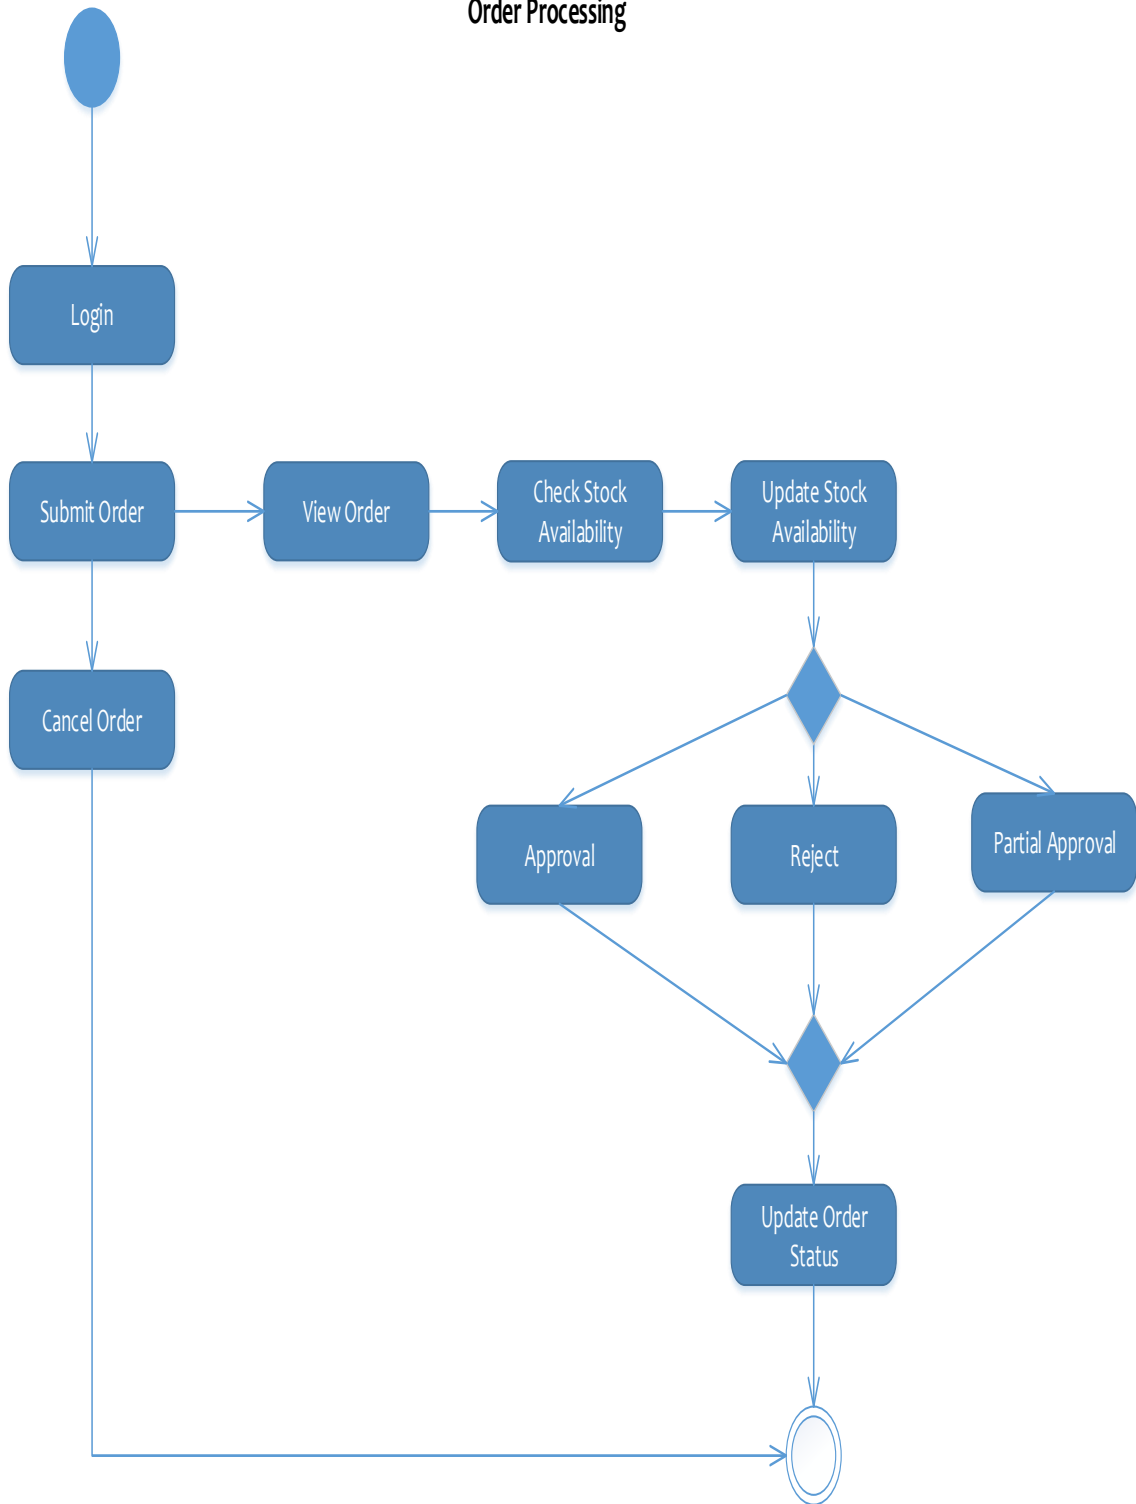 Order Processing
Login
Submit Order
View Order
Check Stock
Availability
Update Stock
Availability
Cancel Order
Approval
Reject
Partial Approval
Update Order
Status